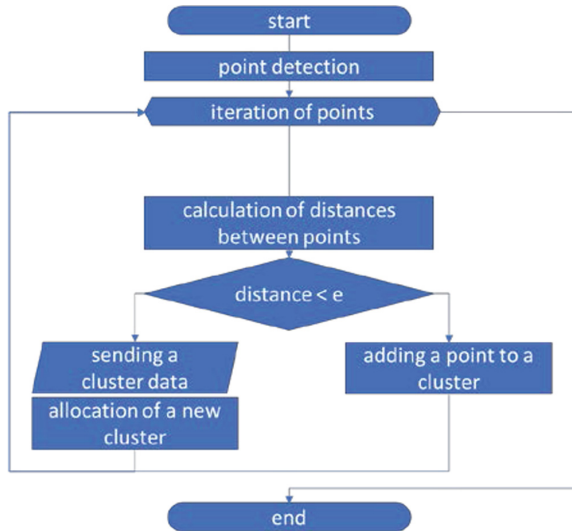 start
point detection
iteration of points
calculation of distances
between points
distance < e
sending a
cluster data
adding a point to a
cluster
allocation of a new
cluster
end